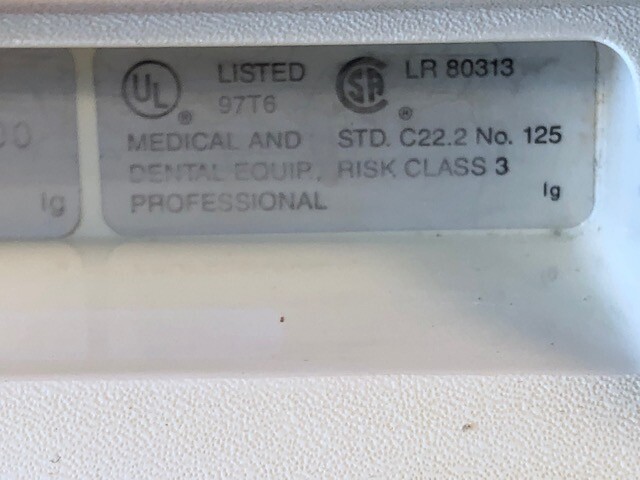 00
lg
UL ® LISTED
97T6
MEDICAL AND
DENTAL EQUIP.
PROFESSIONAL
SA ® LR 80313
STD. C22.2 No. 125
RISK CLASS 3
lg